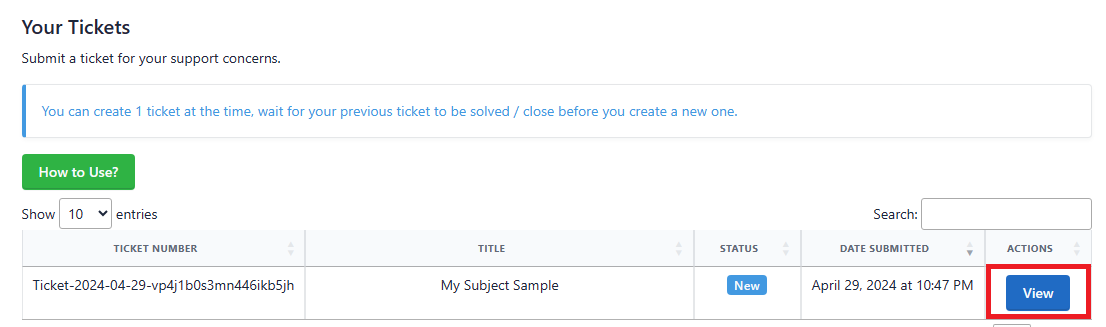 Your Tickets
Submit a ticket for your support concerns.
You can create 1 ticket at the time, wait for your previous ticket to be solved / close before you create a new one.
How to Use?
Show 10 entries Search:
TICKET NUMBER TITLE STATUS DATE SUBMITTED ACTIONS
Ticket-2024-04-29-vp4j1b0s3mn446ikb5jh My Subject Sample New April 29, 2024 at 10:47 PM View